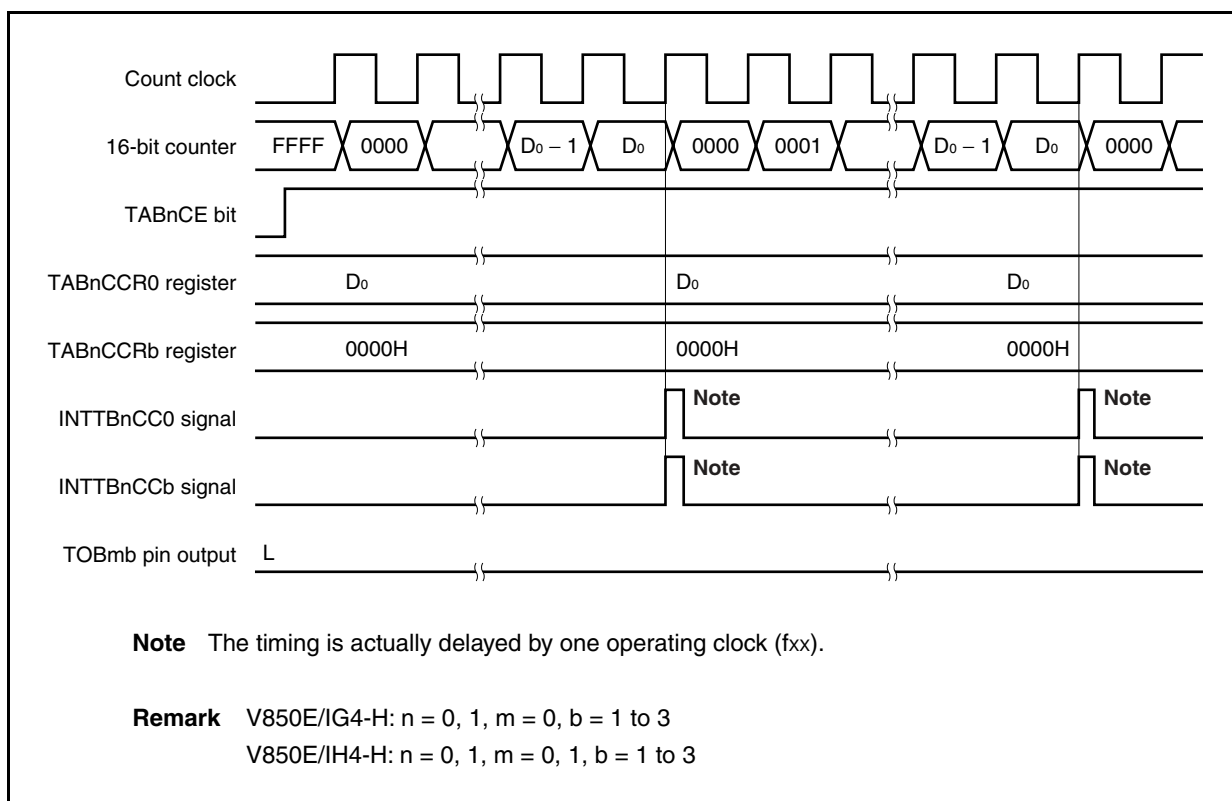 Count clock
16-bit counter FFFF 0000 D0 − 1 D0 0000 0001 D0 − 1 D0 0000
TABnCE bit
TABnCCR0 register D0 D0 D0
TABnCCRb register 0000H 0000H 0000H
INTTBnCC0 signal Note Note
INTTBnCCb signal Note Note
TOBmb pin output L
Note The timing is actually delayed by one operating clock (fxx).
Remark V850E/IG4-H: n = 0, 1, m = 0, b = 1 to 3
V850E/IH4-H: n = 0, 1, m = 0, 1, b = 1 to 3